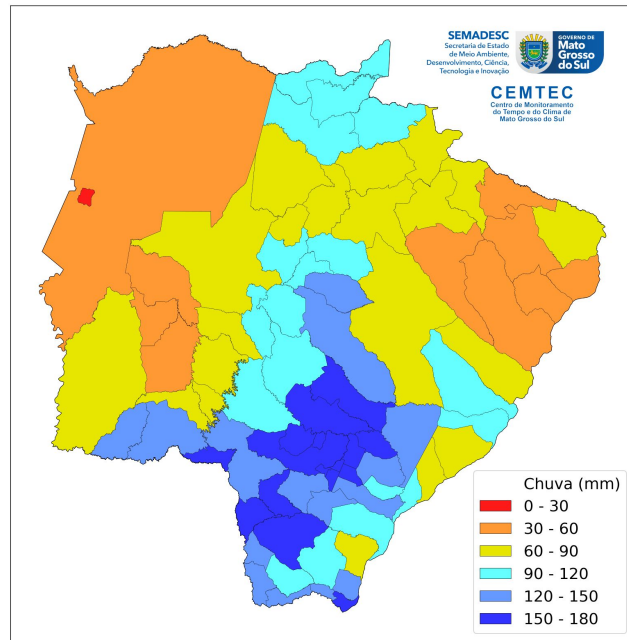 SEMADESC
Secretaria de Estado
de Meio Ambiente,
Desenvolvimento, Ciência,
Tecnologia e Inovação
GOVERNO DE
Mato
Grosso
do Sul
CEMTEC
Centro de Monitoramento
do Tempo e do Clima de
Mato Grosso do Sul
Chuva (mm)
0 - 30
30 - 60
60 - 90
90 - 120
120 - 150
150 - 180